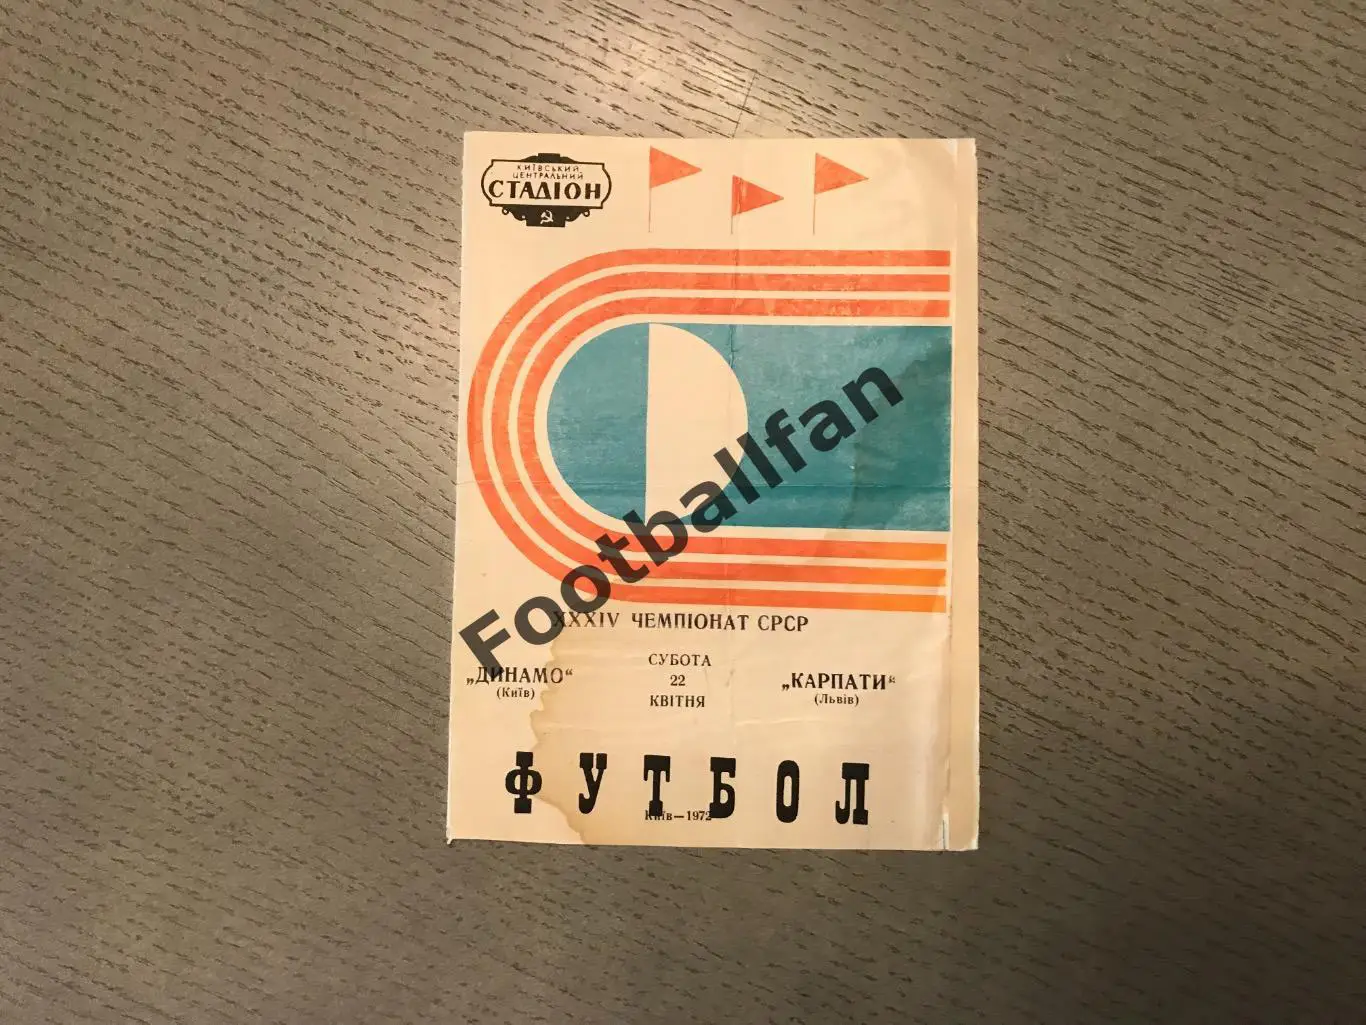 КИЇВСЬКИЙ
ЦЕНТРАЛЬНИЙ
СТАДІОН
Footballfan
XXXIV ЧЕМПІОНАТ СРСР
„ДИНАМО“
(Київ)
СУБОТА
22
КВІТНЯ
„КАРПАТИ“
(Львів)
ФУТБОЛ
Київ—1972